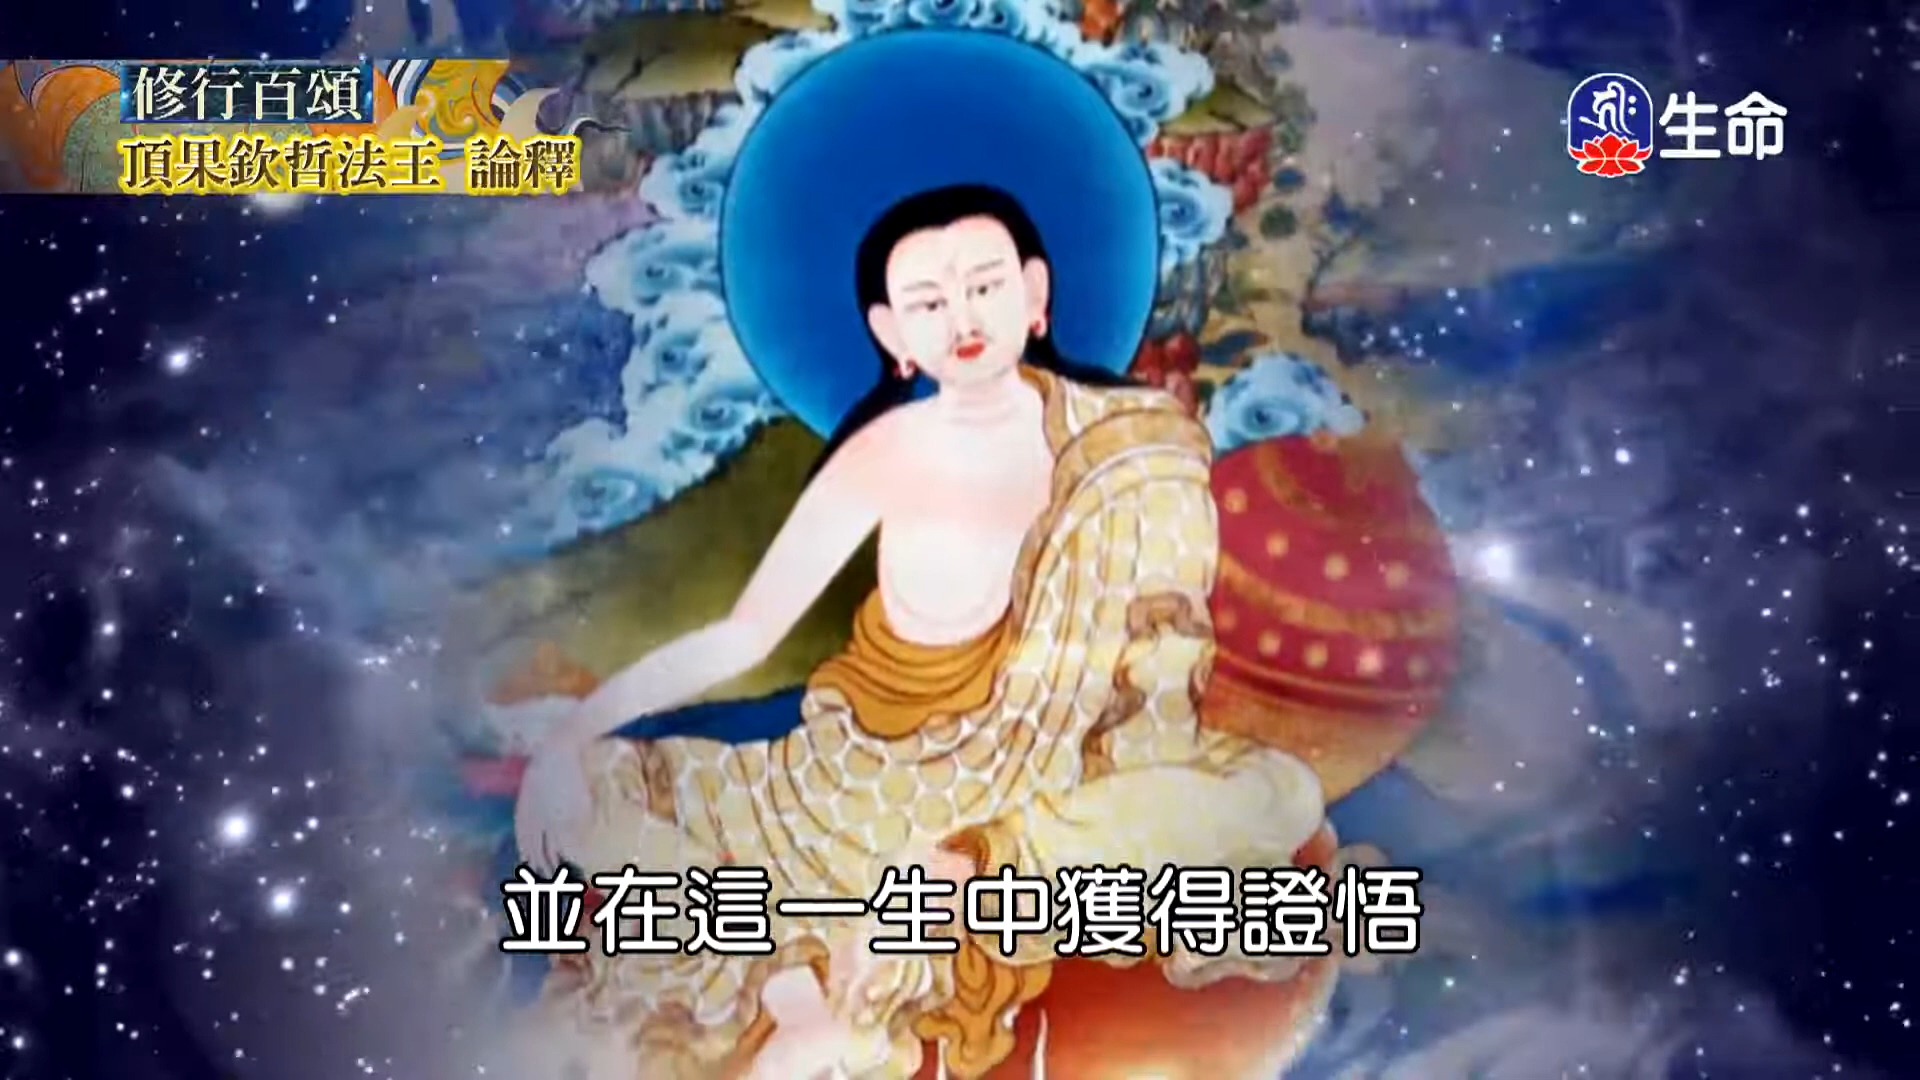 修行百頌
頂果欽哲法王 論釋
生命
並在這一生中獲得證悟